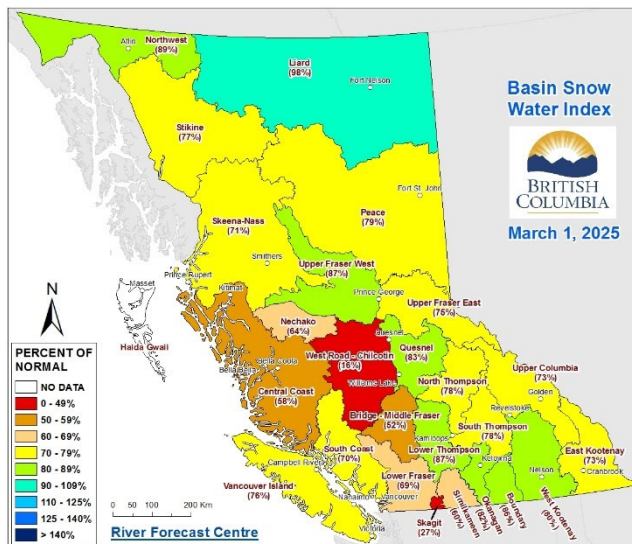 Northwest
(89%)
Atlin
Liard
(98%)
Fort Nelson
Basin Snow
Water Index
BRITISH
COLUMBIA
March 1, 2025
Stikine
(77%)
Fort St. John
Peace
(79%)
Skeena-Nass
(71%)
Smithers
Upper Fraser West
(87%)
Prince Rupert
Kitimat
Masset
Prince George
Upper Fraser East
(75%)
N
Nechako
(64%)
Haida Gwaii
Quesnel
Quesnel
(83%)
West Road - Chilcotin
(16%)
Williams Lake
Bella Coola
Bella Bella
Central Coast
(58%)
North Thompson
(78%)
Upper Columbia
(73%)
Golden
Revelstoke
Bridge - Middle Fraser
(52%)
South Thompson
(78%)
Kamloops
Lower Thompson
(87%)
East Kootenay
(73%)
Cranbrook
South Coast
(70%)
Campbell River
Kelowna
Nelson
Lower Fraser
(69%)
Vancouver
Vancouver Island
(76%)
Nanaimo
Victoria
Skagit
(27%)
Similkameen
(60%)
Okanagan
(82%)
Boundary
(86%)
West Kootenay
(80%)
PERCENT OF
NORMAL
NO DATA
0 - 49%
50 - 59%
60 - 69%
70 - 79%
80 - 89%
90 - 109%
110 - 125%
125 - 140%
> 140%
0 50 100 200 Km
River Forecast Centre